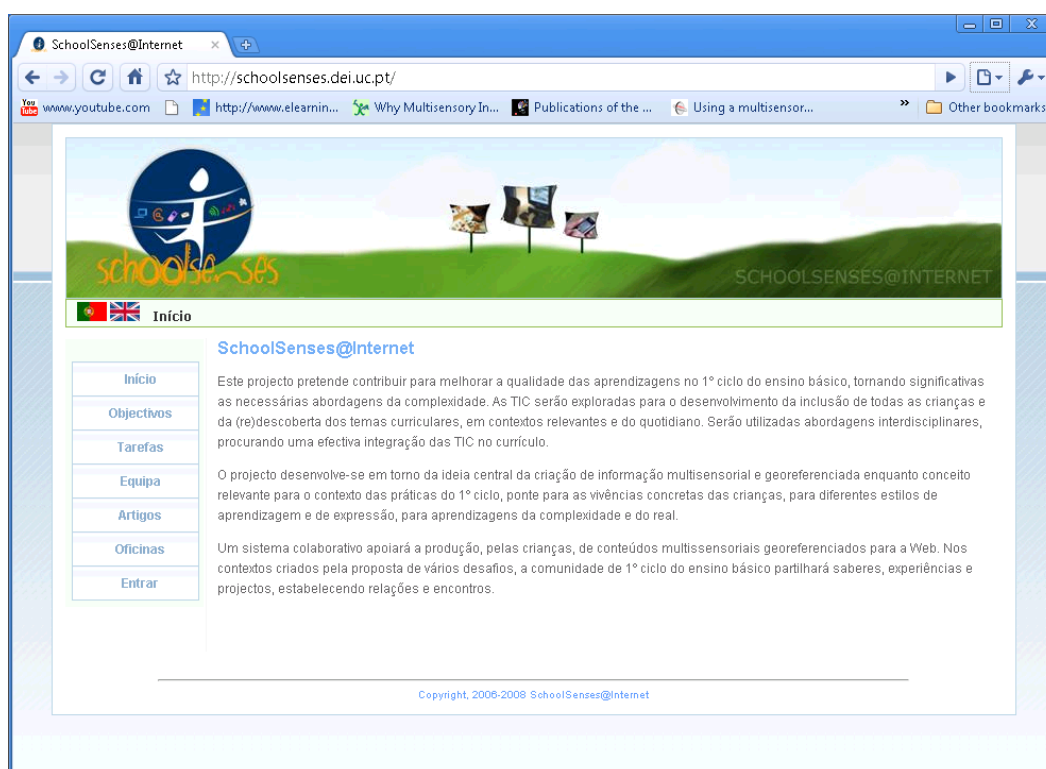 SchoolSenses@Internet
http://schoolsenses.dei.uc.pt/
You Tube www.youtube.com http://www.elearnin... Why Multisensory In... Publications of the ... Using a multisensor... » Other bookmarks
schoolsenses
SCHOOLSENSES@INTERNET
Início
SchoolSenses@Internet
Início
Objectivos
Tarefas
Equipa
Artigos
Oficinas
Entrar
Este projecto pretende contribuir para melhorar a qualidade das aprendizagens no 1º ciclo do ensino básico, tornando significativas
as necessárias abordagens da complexidade. As TIC serão exploradas para o desenvolvimento da inclusão de todas as crianças e
da (re)descoberta dos temas curriculares, em contextos relevantes e do quotidiano. Serão utilizadas abordagens interdisciplinares,
procurando uma efectiva integração das TIC no currículo.
O projecto desenvolve-se em torno da ideia central da criação de informação multisensorial e georeferenciada enquanto conceito
relevante para o contexto das práticas do 1º ciclo, ponte para as vivências concretas das crianças, para diferentes estilos de
aprendizagem e de expressão, para aprendizagens da complexidade e do real.
Um sistema colaborativo apoiará a produção, pelas crianças, de conteúdos multissensoriais georeferenciados para a Web. Nos
contextos criados pela proposta de vários desafios, a comunidade de 1º ciclo do ensino básico partilhará saberes, experiências e
projectos, estabelecendo relações e encontros.
Copyright, 2006-2008 SchoolSenses@Internet